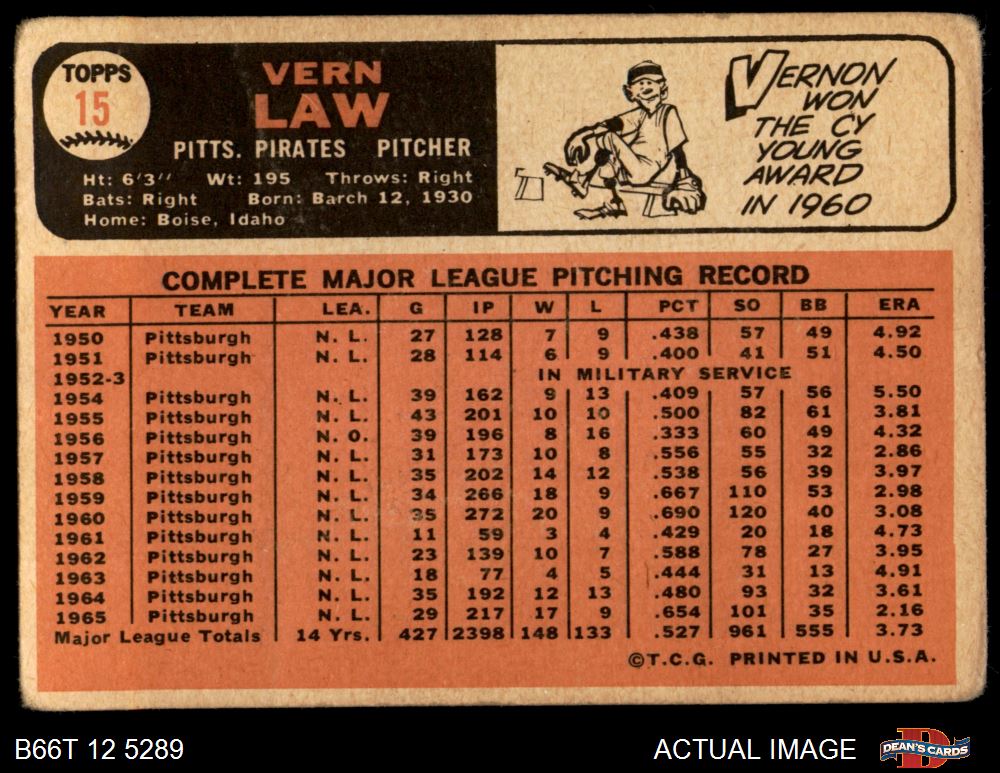 TOPPS
15
VERN
LAW
PITTS. PIRATES PITCHER
Ht: 6'3" Wt: 195 Throws: Right
Bats: Right Born: Barch 12, 1930
Home: Boise, Idaho
VERNON
WON
THE CY
YOUNG
AWARD
IN 1960
COMPLETE MAJOR LEAGUE PITCHING RECORD
YEAR TEAM LEA. G IP W L PCT SO BB ERA
1950 Pittsburgh N. L. 27 128 7 9 .438 57 49 4.92
1951 Pittsburgh N. L. 28 114 6 9 .400 41 51 4.50
1952-3 IN MILITARY SERVICE
1954 Pittsburgh N. L. 39 162 9 13 .409 57 56 5.50
1955 Pittsburgh N. L. 43 201 10 10 .500 82 61 3.81
1956 Pittsburgh N. O. 39 196 8 16 .333 60 49 4.32
1957 Pittsburgh N. L. 31 173 10 8 .556 55 32 2.86
1958 Pittsburgh N. L. 35 202 14 12 .538 56 39 3.97
1959 Pittsburgh N. L. 34 266 18 9 .667 110 53 2.98
1960 Pittsburgh N. L. 35 272 20 9 .690 120 40 3.08
1961 Pittsburgh N. L. 11 59 3 4 .429 20 18 4.73
1962 Pittsburgh N. L. 23 139 10 7 .588 78 27 3.95
1963 Pittsburgh N. L. 18 77 4 5 .444 31 13 4.91
1964 Pittsburgh N. L. 35 192 12 13 .480 93 32 3.61
1965 Pittsburgh N. L. 29 217 17 9 .654 101 35 2.16
Major League Totals 14 Yrs. 427 2398 148 133 .527 961 555 3.73
©T.C.G. PRINTED IN U.S.A.
B66T 12 5289
ACTUAL IMAGE
DEAN'S CARDS